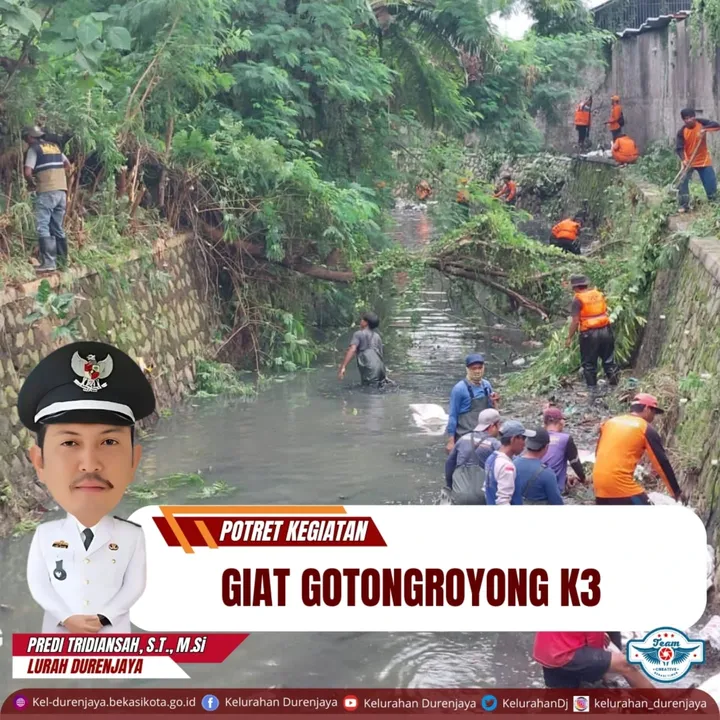 POTRET KEGIATAN
GIAT GOTONGROYONG K3
PREDI TRIDIANSAH, S.T., M.Si
LURAH DURENJAYA
Team
CREATIVE
Kel-durenjaya.bekasikota.go.id
Kelurahan Durenjaya
Kelurahan Durenjaya
KelurahanDj
kelurahan_durenjaya